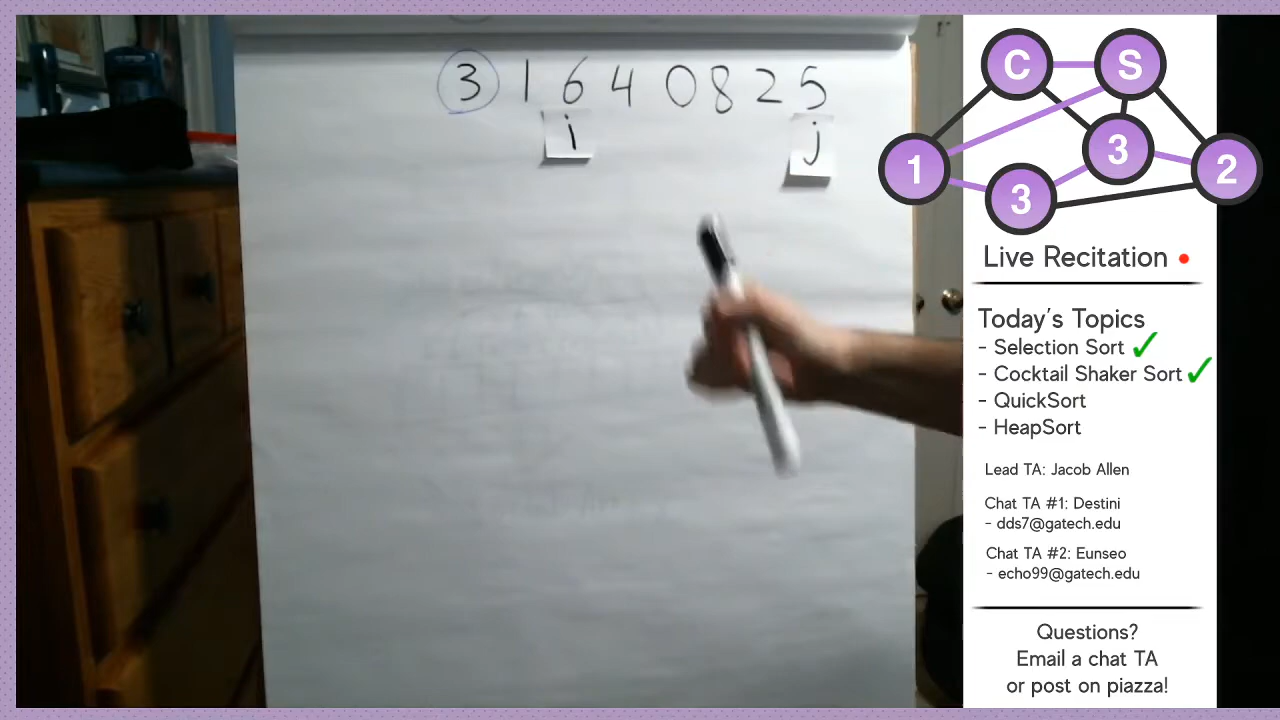 3 1 6 4 0 8 2 5
i j
C S
1 3 3 2
Live Recitation
Today's Topics
- Selection Sort ✓
- Cocktail Shaker Sort ✓
- QuickSort
- HeapSort
Lead TA: Jacob Allen
Chat TA #1: Destini
- dds7@gatech.edu
Chat TA #2: Eunseo
- echo99@gatech.edu
Questions?
Email a chat TA
or post on piazza!